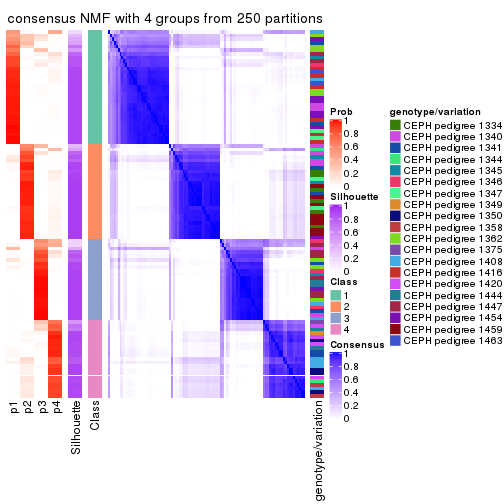 consensus NMF with 4 groups from 250 partitions
p1
p2
p3
p4
Silhouette
Class
genotype/variation
Prob
1
0.8
0.6
0.4
0.2
0
Silhouette
1
0.8
0.6
0.4
0.2
0
Class
1
2
3
4
Consensus
1
0.8
0.6
0.4
0.2
0
genotype/variation
CEPH pedigree 1334
CEPH pedigree 1340
CEPH pedigree 1341
CEPH pedigree 1344
CEPH pedigree 1345
CEPH pedigree 1346
CEPH pedigree 1347
CEPH pedigree 1349
CEPH pedigree 1350
CEPH pedigree 1358
CEPH pedigree 1362
CEPH pedigree 1375
CEPH pedigree 1408
CEPH pedigree 1416
CEPH pedigree 1420
CEPH pedigree 1444
CEPH pedigree 1447
CEPH pedigree 1454
CEPH pedigree 1459
CEPH pedigree 1463